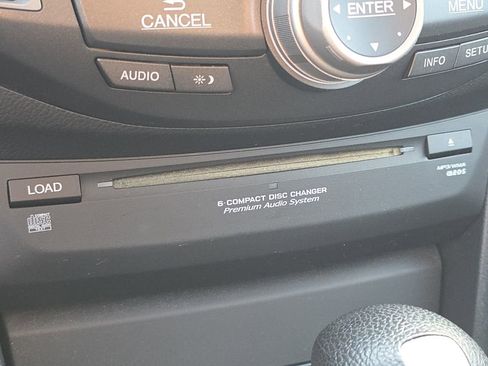 CANCEL
ENTER
MENU
AUDIO
INFO
SETU
LOAD
6·COMPACT DISC CHANGER
Premium Audio System
MP3/WMA